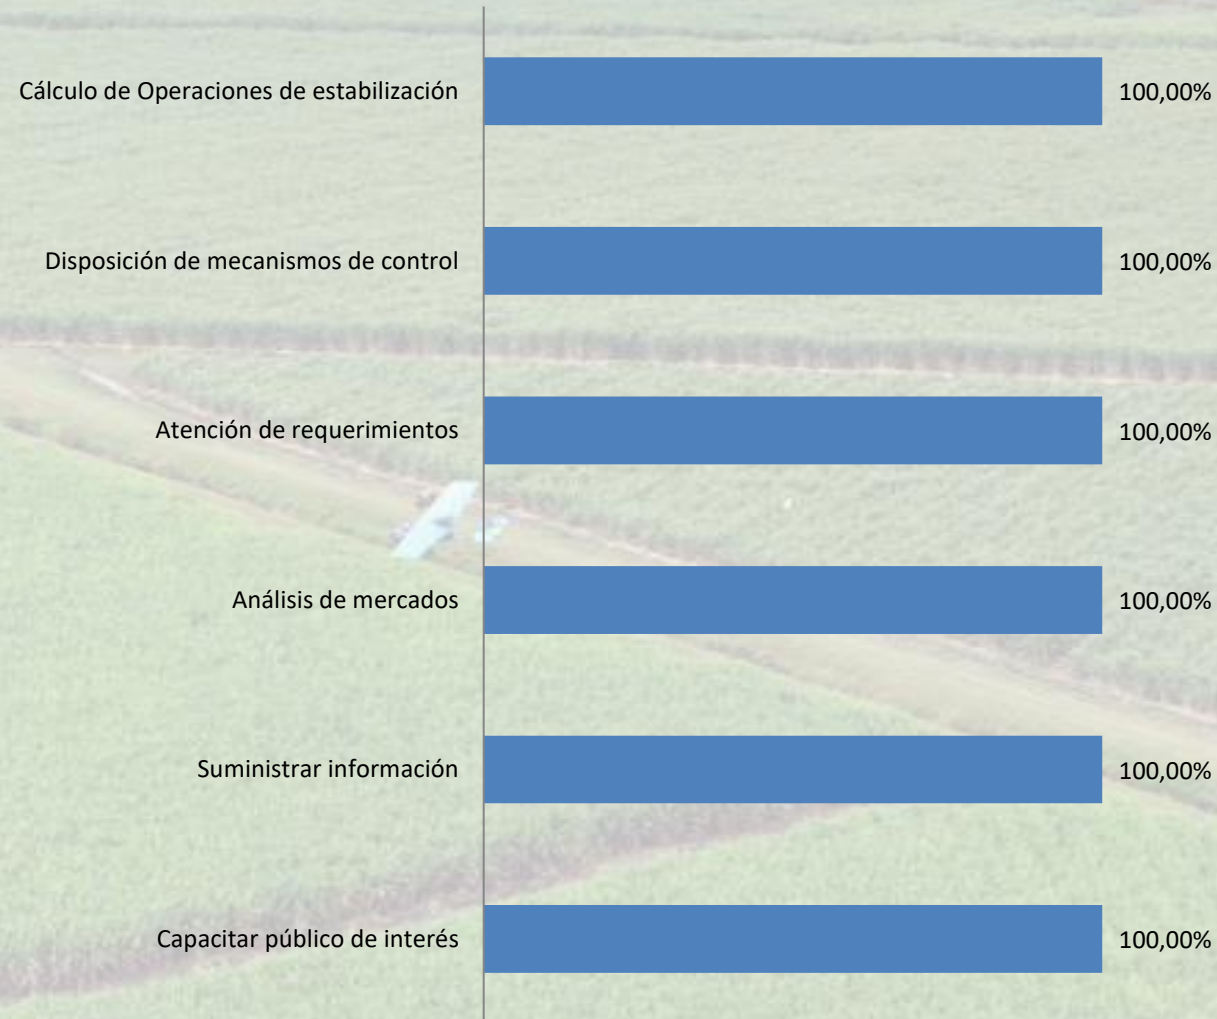 Cálculo de Operaciones de estabilización 100,00%
Disposición de mecanismos de control 100,00%
Atención de requerimientos 100,00%
Análisis de mercados 100,00%
Suministrar información 100,00%
Capacitar público de interés 100,00%